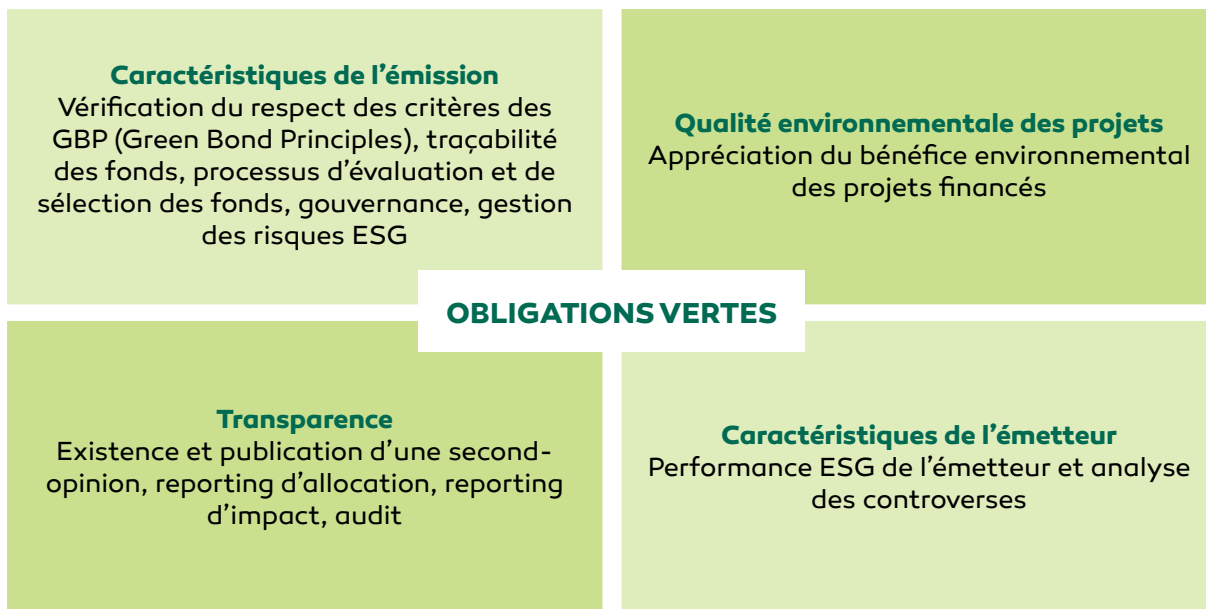 Caractéristiques de l’émission
Vérification du respect des critères des
GBP (Green Bond Principles), traçabilité
des fonds, processus d’évaluation et de
sélection des fonds, gouvernance, gestion
des risques ESG
Qualité environnementale des projets
Appréciation du bénéfice environnemental
des projets financés
OBLIGATIONS VERTES
Transparence
Existence et publication d’une second-
opinion, reporting d’allocation, reporting
d’impact, audit
Caractéristiques de l’émetteur
Performance ESG de l’émetteur et analyse
des controverses